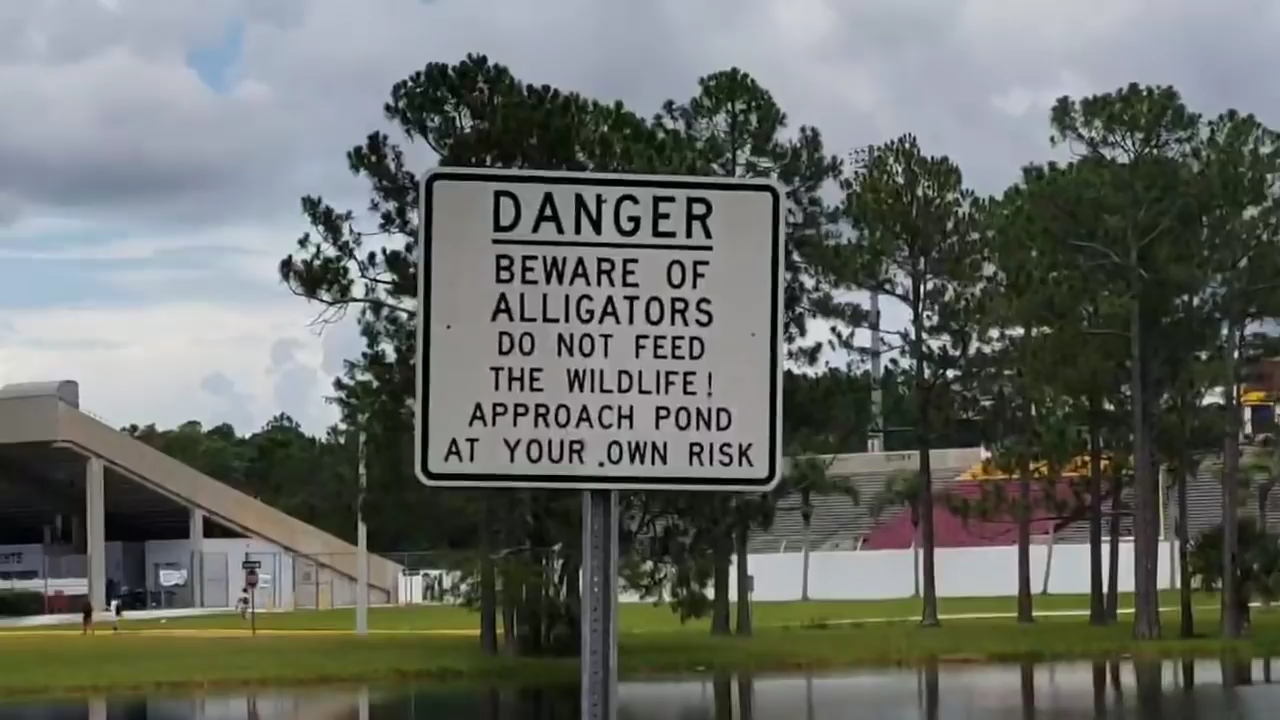 DANGER
BEWARE OF
ALLIGATORS
DO NOT FEED
THE WILDLIFE!
APPROACH POND
AT YOUR OWN RISK